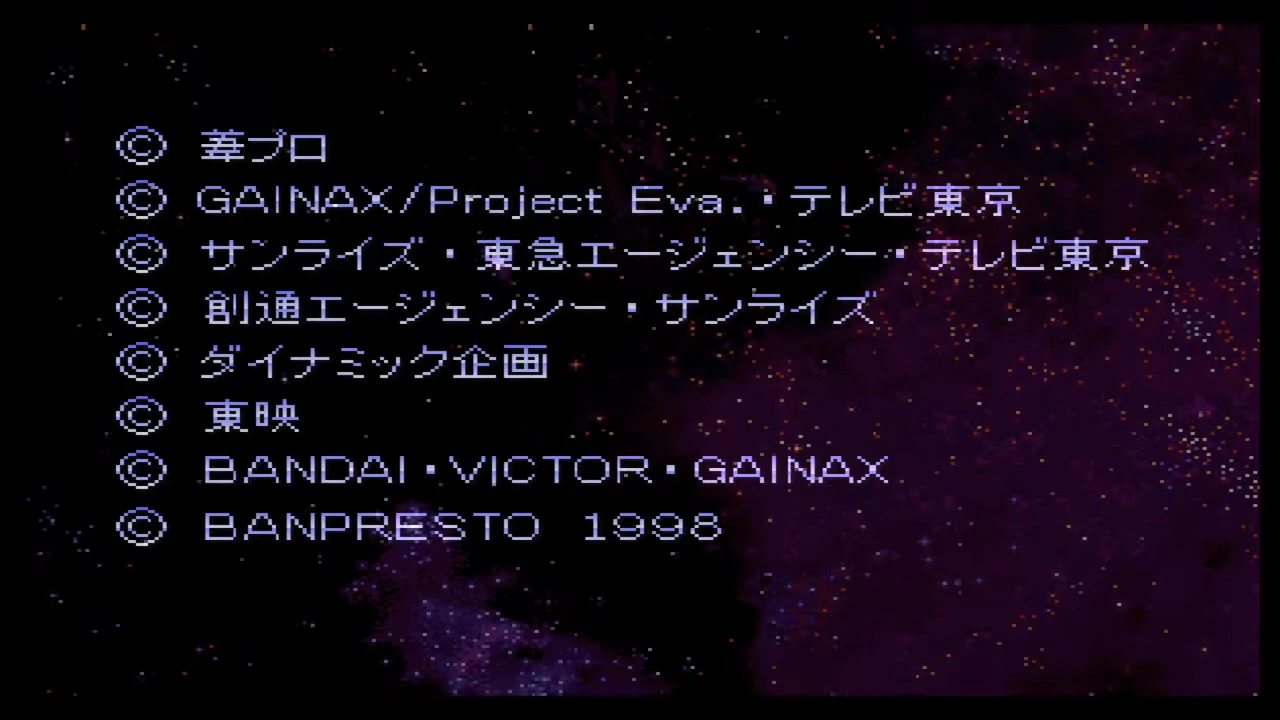 © 葦プロ
© GAINAX/Project Eva.・テレビ東京
© サンライズ・東急エージェンシー・テレビ東京
© 創通エージェンシー・サンライズ
© ダイナミック企画
© 東映
© BANDAI・VICTOR・GAINAX
© BANPRESTO 1998